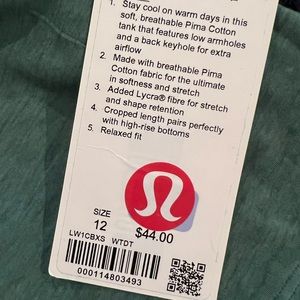 1. Stay cool on warm days in this
soft, breathable Pima Cotton
tank that features low armholes
and a back keyhole for extra
airflow
2. Made with breathable Pima
Cotton fabric for the ultimate
in softness and stretch
3. Added Lycra® fibre for stretch
and shape retention
4. Cropped length pairs perfectly
with high-rise bottoms
5. Relaxed fit
SIZE
12
$44.00
LW1CBXS WTDT
000114803493